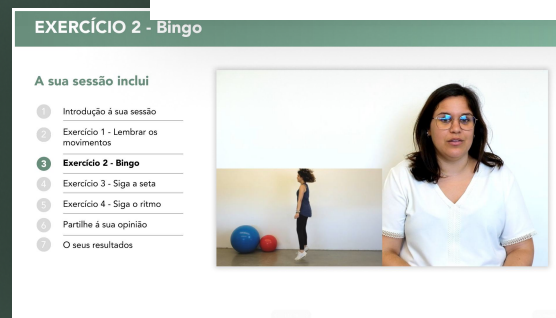 EXERCÍCIO 2 - Bingo
A sua sessão inclui
1 Introdução á sua sessão
2 Exercício 1 - Lembrar os
movimentos
3 Exercício 2 - Bingo
4 Exercício 3 - Siga a seta
5 Exercício 4 - Siga o ritmo
6 Partilhe á sua opinião
7 O seus resultados